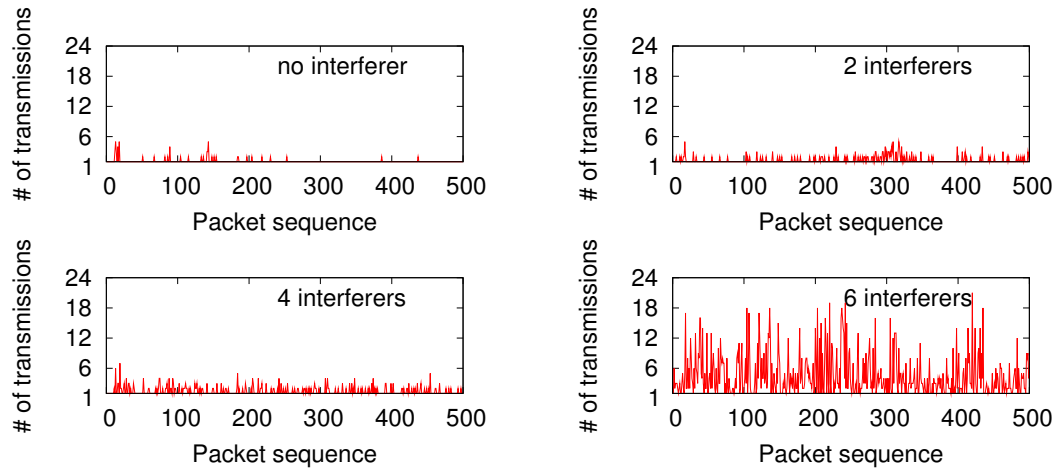 # of transmissions
24
18
12
6
1
no interferer
0 100 200 300 400 500
Packet sequence
# of transmissions
24
18
12
6
1
2 interferers
0 100 200 300 400 500
Packet sequence
# of transmissions
24
18
12
6
1
4 interferers
0 100 200 300 400 500
Packet sequence
# of transmissions
24
18
12
6
1
6 interferers
0 100 200 300 400 500
Packet sequence